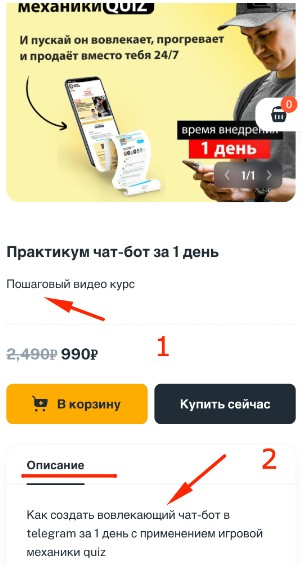 механики QUIZ
И пускай он вовлекает, прогревает
и продаёт вместо тебя 24/7
0
время внедрения
1 день
1/1
Практикум чат-бот за 1 день
Пошаговый видео курс
1
2,490₽ 990₽
В корзину
Купить сейчас
2
Описание
Как создать вовлекающий чат-бот в
telegram за 1 день с применением игровой
механики quiz